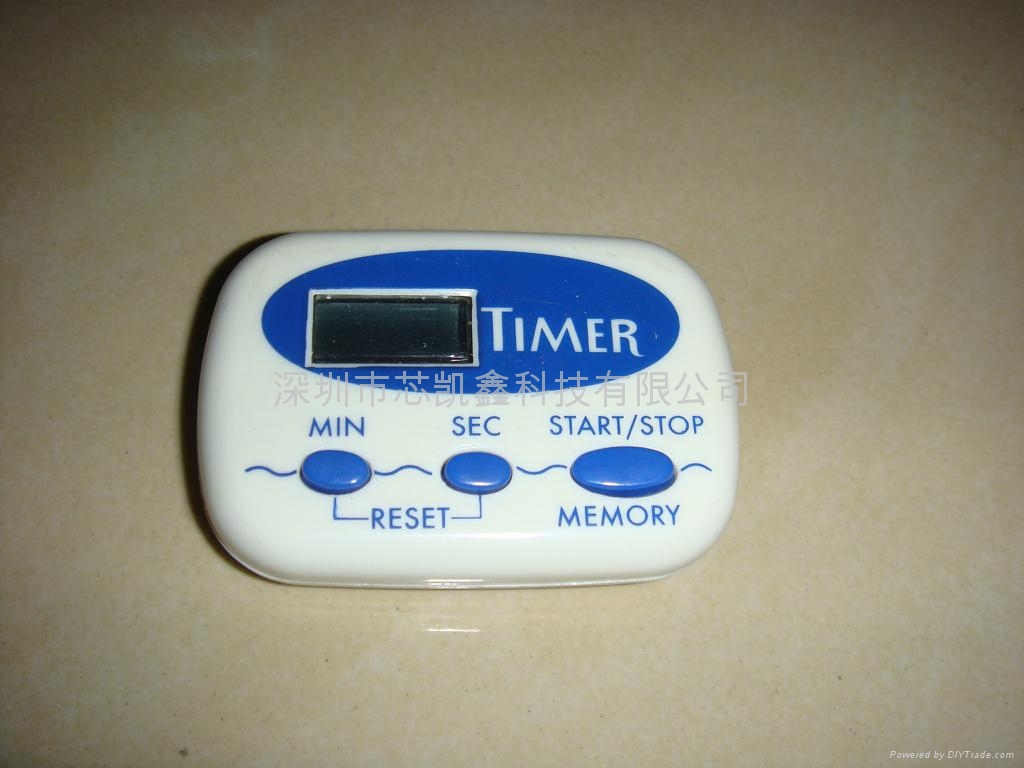 TIMER
深圳市芯凯鑫科技有限公司
MIN SEC START/STOP
RESET MEMORY
Powered by DIYTrade.com